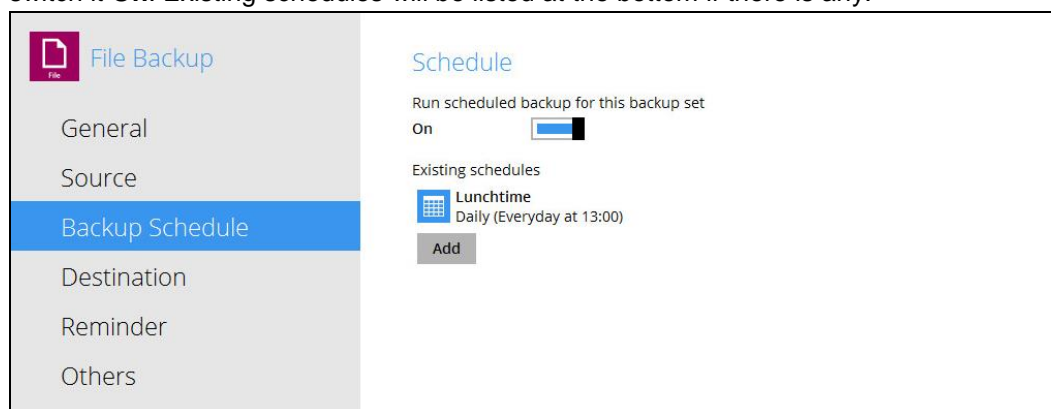 switch it On. Existing schedules will be listed at the bottom if there is any.
File
File Backup
General
Source
Backup Schedule
Destination
Reminder
Others
Schedule
Run scheduled backup for this backup set
On
Existing schedules
Lunchtime
Daily (Everyday at 13:00)
Add